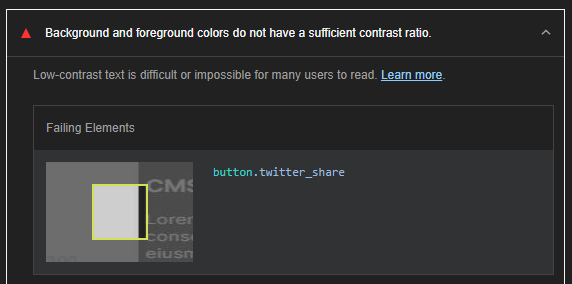 Background and foreground colors do not have a sufficient contrast ratio.
Low-contrast text is difficult or impossible for many users to read. Learn more.
Failing Elements
button.twitter_share
CMS
Lorem
conse
eiusm